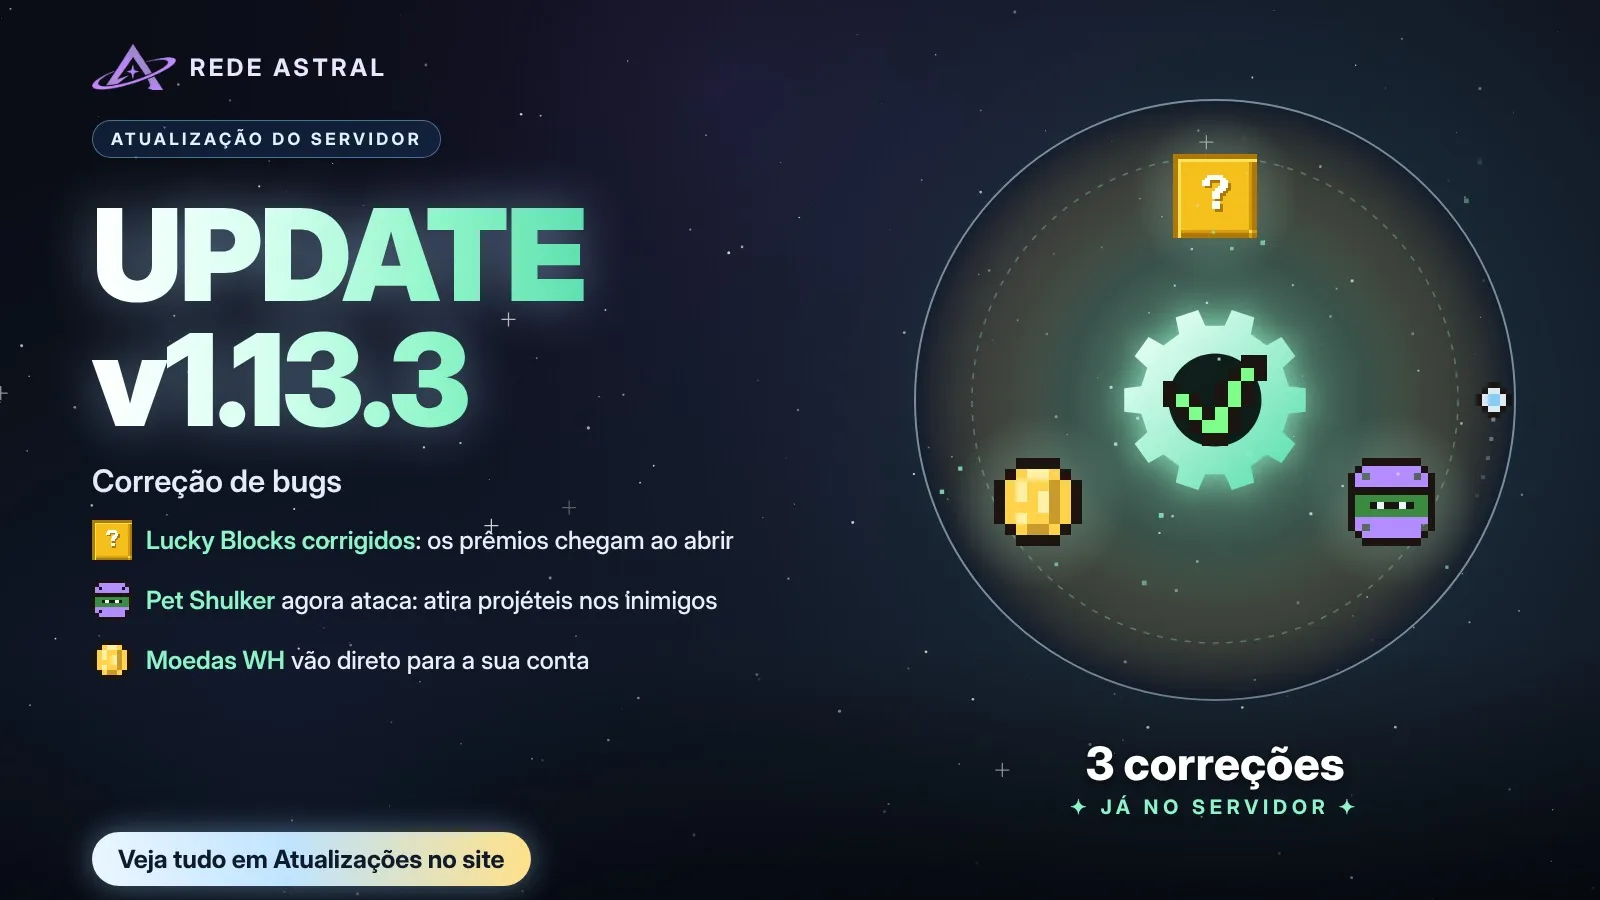 REDE ASTRAL
ATUALIZAÇÃO DO SERVIDOR
UPDATE
v1.13.3
Correção de bugs
? Lucky Blocks corrigidos: os prêmios chegam ao abrir
Pet Shulker agora ataca: atira projéteis nos inimigos
Moedas WH vão direto para a sua conta
Veja tudo em Atualizações no site
?
3 correções
✦ JÁ NO SERVIDOR ✦